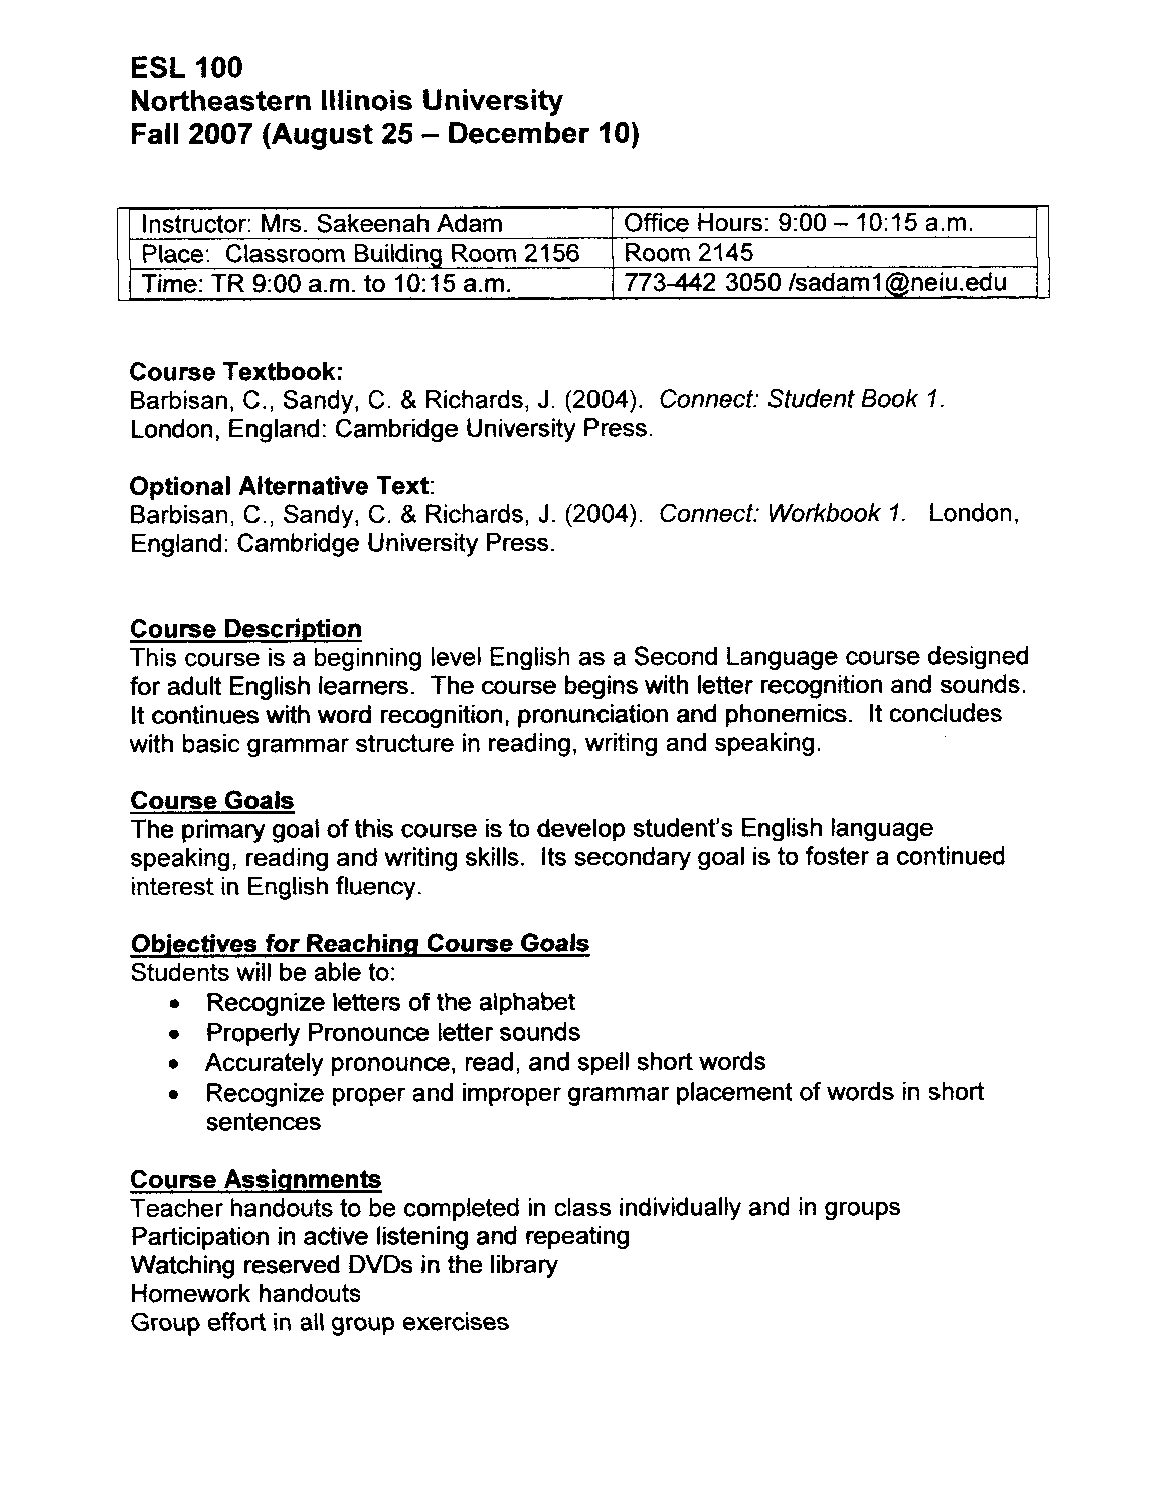 ESL 100
Northeastern Illinois University
Fall 2007 (August 25 – December 10)
Instructor: Mrs. Sakeenah Adam Office Hours: 9:00 – 10:15 a.m.
Place: Classroom Building Room 2156 Room 2145
Time: TR 9:00 a.m. to 10:15 a.m. 773-442 3050 /sadam1@neiu.edu
Course Textbook:
Barbisan, C., Sandy, C. & Richards, J. (2004). Connect: Student Book 1.
London, England: Cambridge University Press.
Optional Alternative Text:
Barbisan, C., Sandy, C. & Richards, J. (2004). Connect: Workbook 1. London,
England: Cambridge University Press.
Course Description
This course is a beginning level English as a Second Language course designed
for adult English learners. The course begins with letter recognition and sounds.
It continues with word recognition, pronunciation and phonemics. It concludes
with basic grammar structure in reading, writing and speaking.
Course Goals
The primary goal of this course is to develop student's English language
speaking, reading and writing skills. Its secondary goal is to foster a continued
interest in English fluency.
Objectives for Reaching Course Goals
Students will be able to:
• Recognize letters of the alphabet
• Properly Pronounce letter sounds
• Accurately pronounce, read, and spell short words
• Recognize proper and improper grammar placement of words in short
sentences
Course Assignments
Teacher handouts to be completed in class individually and in groups
Participation in active listening and repeating
Watching reserved DVDs in the library
Homework handouts
Group effort in all group exercises